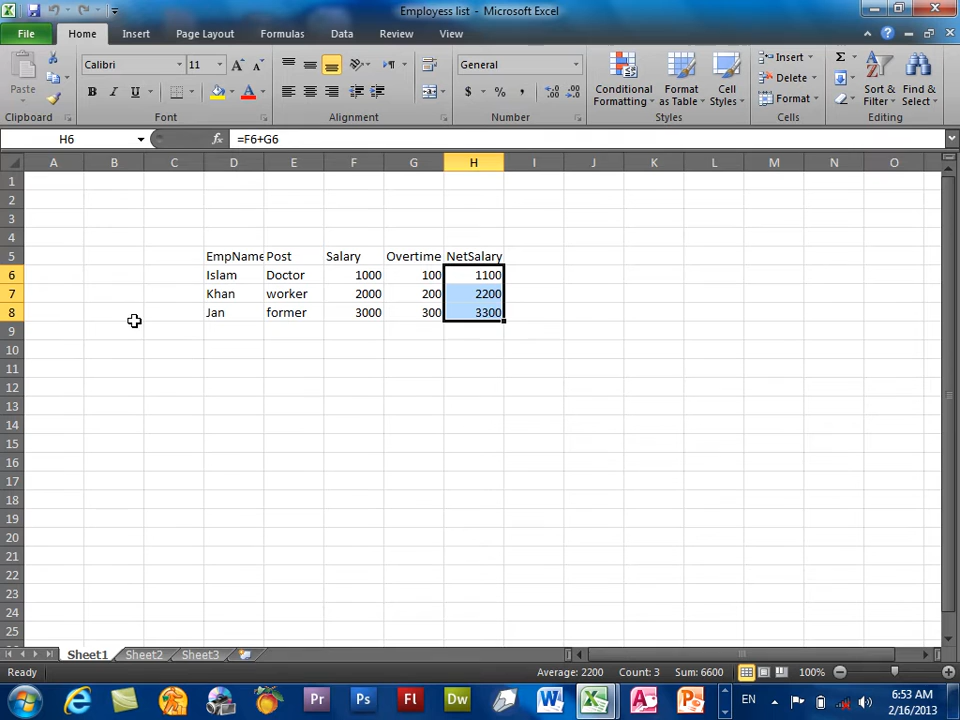 Employess list - Microsoft Excel
File Home Insert Page Layout Formulas Data Review View
Calibri 11 General Insert Σ
Paste B I U $ % , Conditional Formatting Format as Table Cell Styles Delete Format Sort & Filter Find & Select
Clipboard Font Alignment Number Styles Cells Editing
H6 fx =F6+G6
A B C D E F G H I J K L M N O
1
2
3
4
5 EmpName Post Salary Overtime NetSalary
6 Islam Doctor 1000 100 1100
7 Khan worker 2000 200 2200
8 Jan former 3000 300 3300
9
10
11
12
13
14
15
16
17
18
19
20
21
22
23
24
25
Sheet1 Sheet2 Sheet3
Ready Average: 2200 Count: 3 Sum: 6600 100%
Pr Ps Fl Dw EN 6:53 AM
2/16/2013